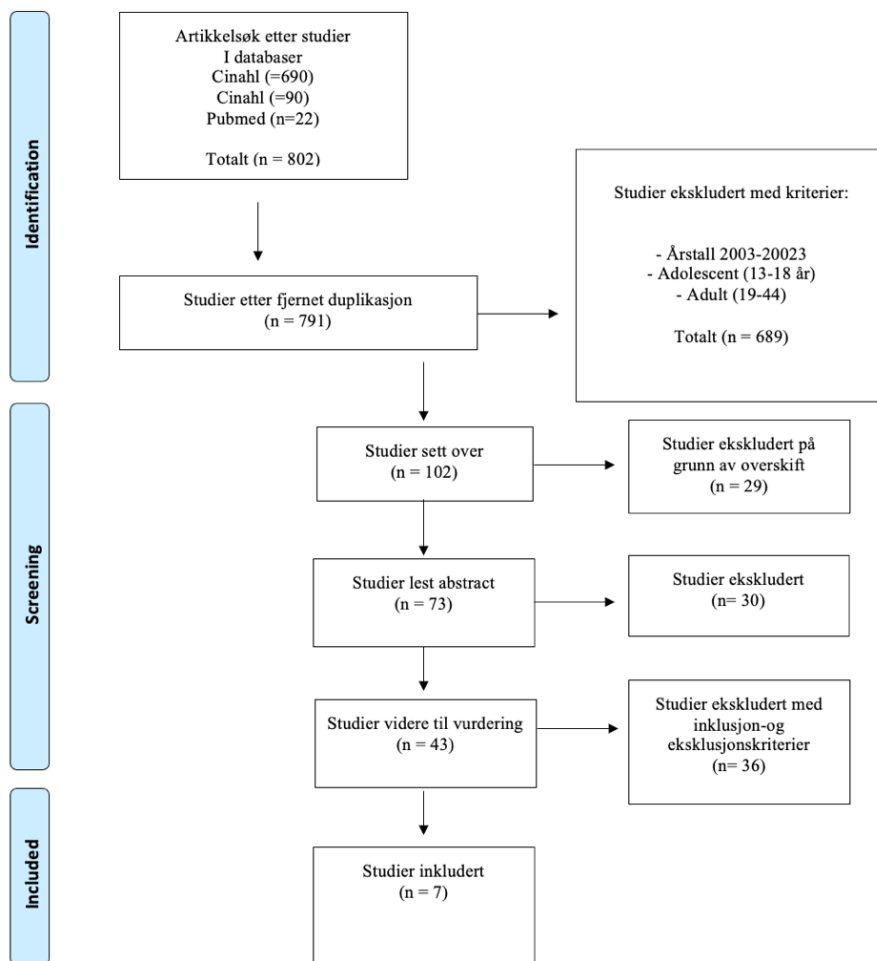 Identification
Artikkelsøk etter studier
I databaser
Cinahl (=690)
Cinahl (=90)
Pubmed (n=22)
Totalt (n = 802)
Studier etter fjernet duplikasjon
(n = 791)
Studier ekskludert med kriterier:
- Årstall 2003-20023
- Adolescent (13-18 år)
- Adult (19-44)
Totalt (n = 689)
Screening
Studier sett over
(n = 102)
Studier ekskludert på
grunn av overskift
(n = 29)
Studier lest abstract
(n = 73)
Studier ekskludert
(n= 30)
Studier videre til vurdering
(n = 43)
Studier ekskludert med
inklusjon-og
eksklusjonskriterier
(n= 36)
Included
Studier inkludert
(n = 7)